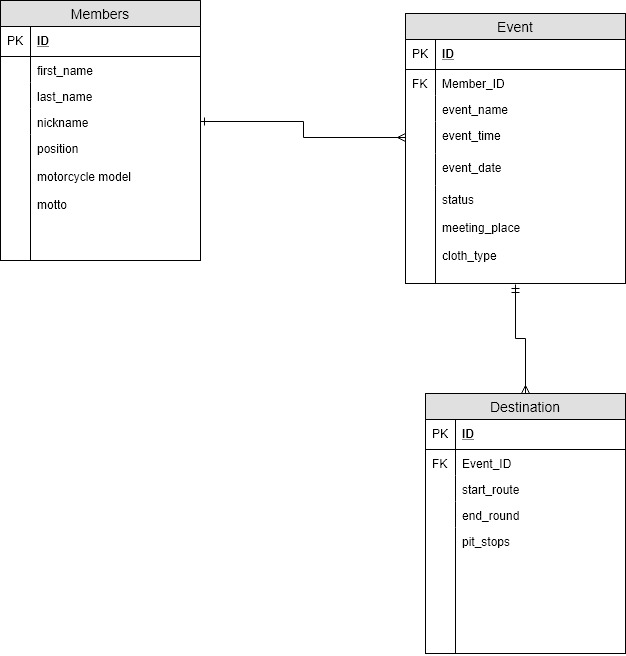 Members
PK ID
first_name
last_name
nickname
position
motorcycle model
motto
Event
PK ID
FK Member_ID
event_name
event_time
event_date
status
meeting_place
cloth_type
Destination
PK ID
FK Event_ID
start_route
end_round
pit_stops